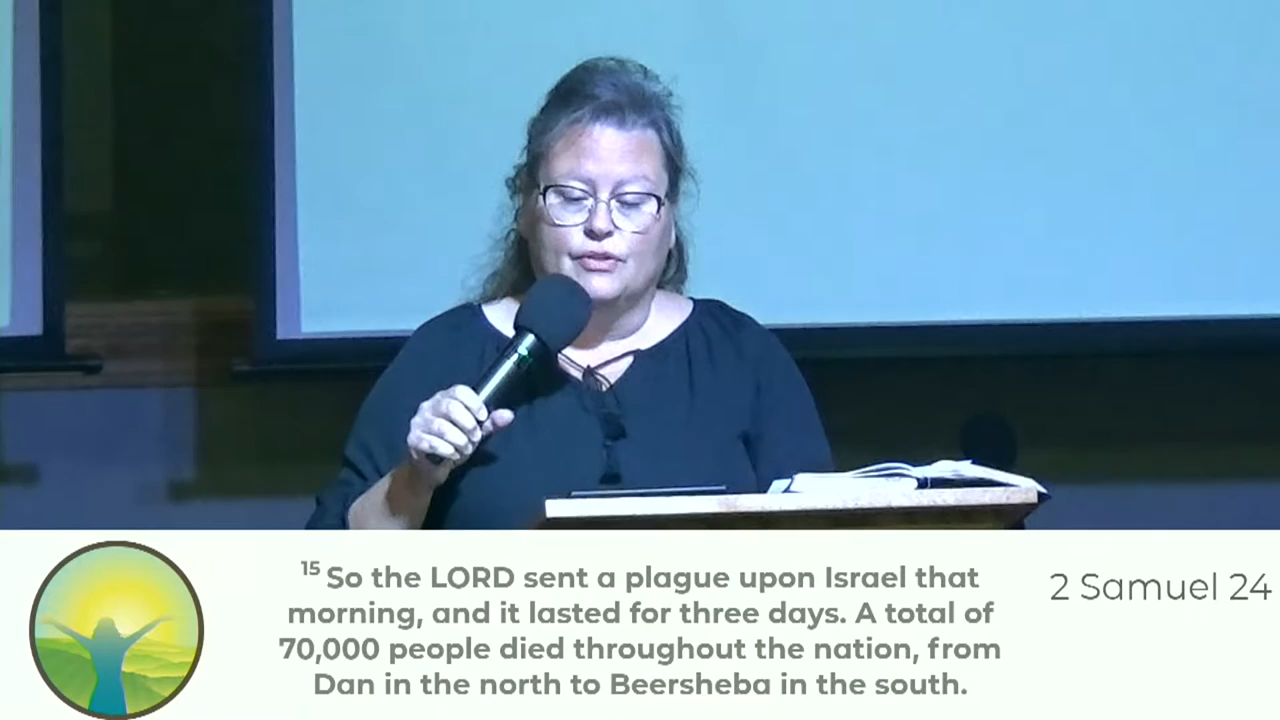 15 So the LORD sent a plague upon Israel that
morning, and it lasted for three days. A total of
70,000 people died throughout the nation, from
Dan in the north to Beersheba in the south.
2 Samuel 24